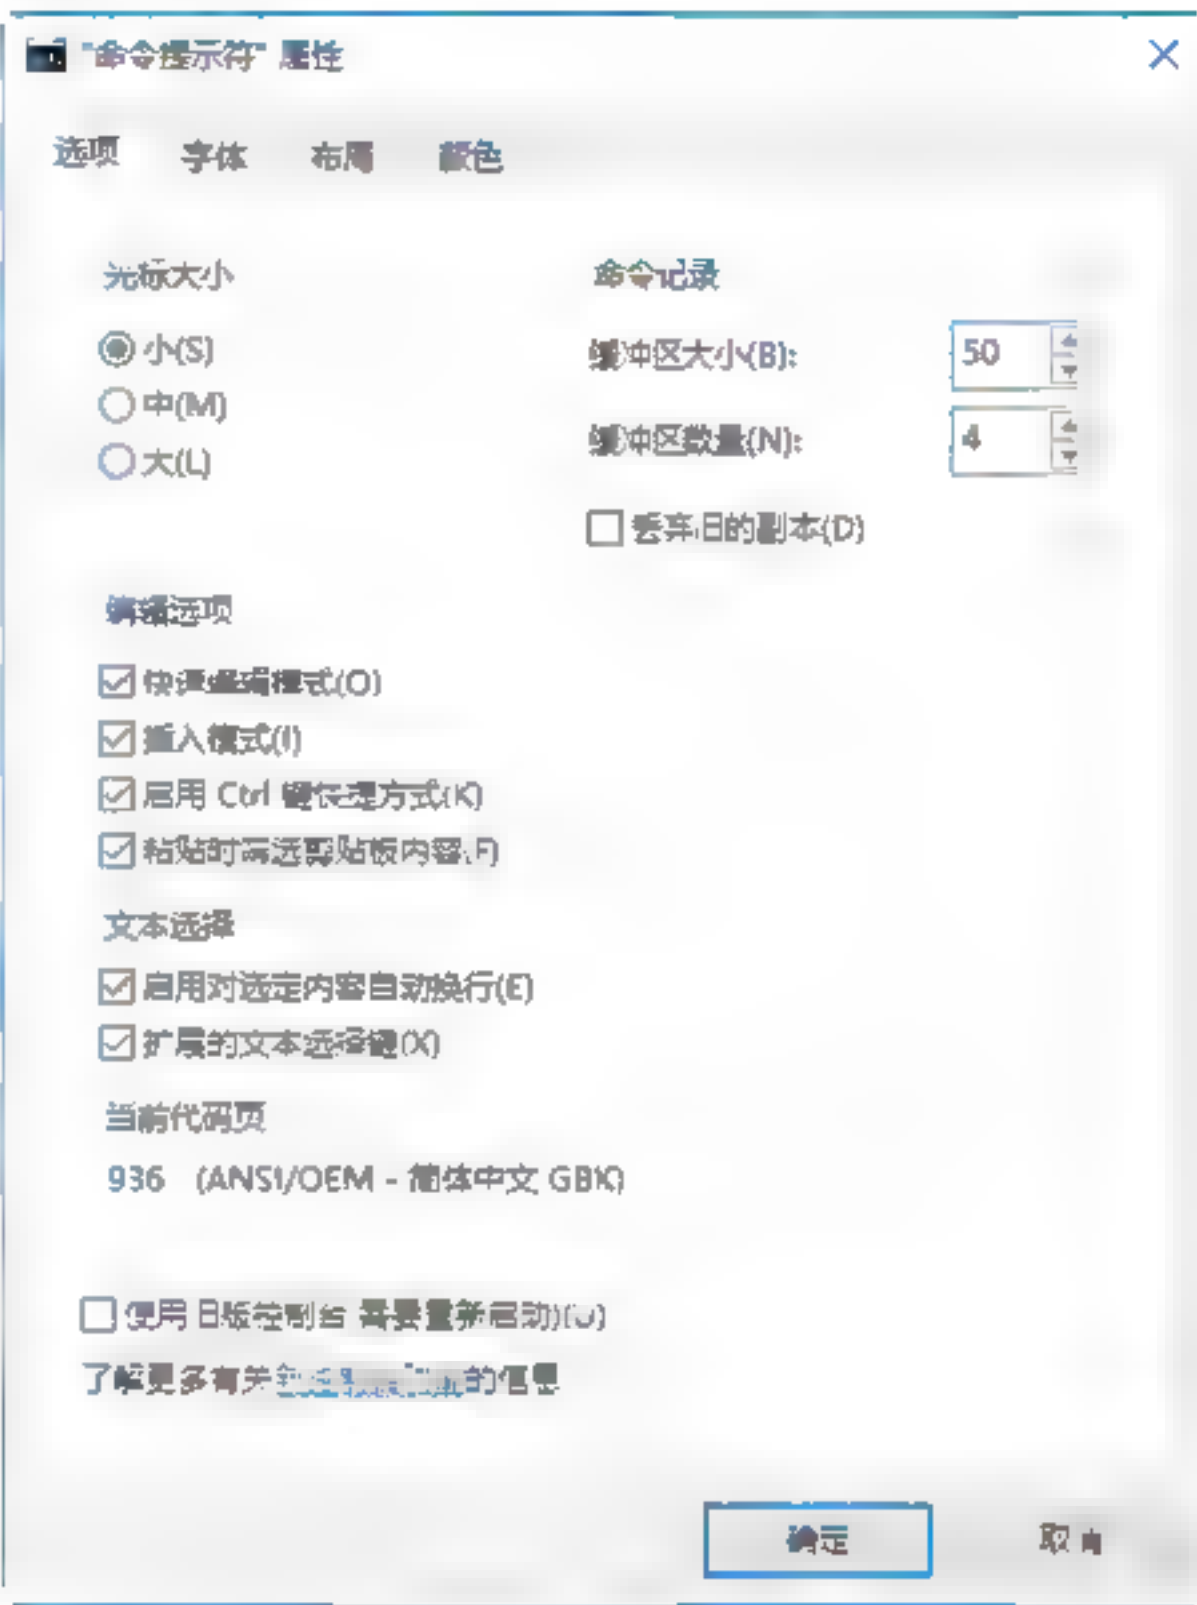 "命令提示符" 属性
选项 字体 布局 颜色
光标大小
小(S)
中(M)
大(L)
命令记录
缓冲区大小(B): 50
缓冲区数量(N): 4
丢弃旧的副本(D)
编辑选项
快速编辑模式(Q)
插入模式(I)
启用 Ctrl 键快捷方式(K)
粘贴时筛选剪贴板内容(F)
文本选择
启用对选定内容自动换行(E)
扩展的文本选择键(X)
当前代码页
936 (ANSI/OEM - 简体中文 GBK)
使用旧版控制台(需要重新启动)(U)
了解更多有关 的信息
确定
取消